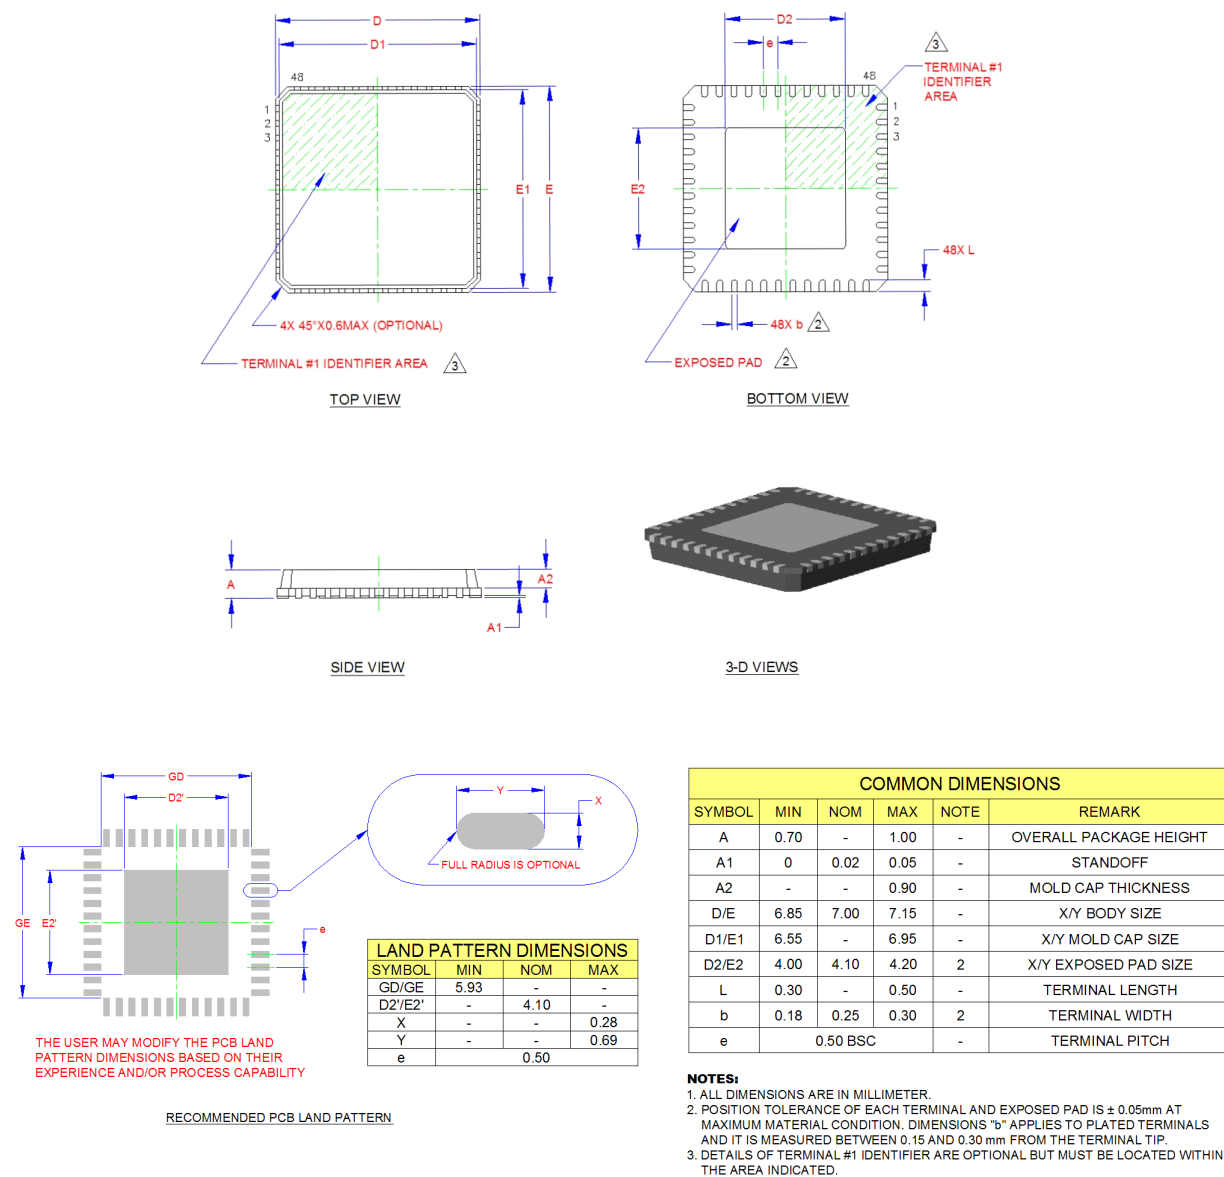 D
D1
48
1
2
3
E1
E
4X 45°X0.6MAX (OPTIONAL)
TERMINAL #1 IDENTIFIER AREA 3
TOP VIEW
D2
e
3
TERMINAL #1
IDENTIFIER
AREA
48
1
2
3
E2
48X L
48X b 2
EXPOSED PAD 2
BOTTOM VIEW
A
A2
A1
SIDE VIEW
3-D VIEWS
GD
D2'
GE
E2'
e
Y
X
FULL RADIUS IS OPTIONAL
THE USER MAY MODIFY THE PCB LAND
PATTERN DIMENSIONS BASED ON THEIR
EXPERIENCE AND/OR PROCESS CAPABILITY
RECOMMENDED PCB LAND PATTERN
LAND PATTERN DIMENSIONS
SYMBOL MIN NOM MAX
GD/GE 5.93 - -
D2'/E2' - 4.10 -
X - - 0.28
Y - - 0.69
e 0.50
COMMON DIMENSIONS
SYMBOL MIN NOM MAX NOTE REMARK
A 0.70 - 1.00 - OVERALL PACKAGE HEIGHT
A1 0 0.02 0.05 - STANDOFF
A2 - - 0.90 - MOLD CAP THICKNESS
D/E 6.85 7.00 7.15 - X/Y BODY SIZE
D1/E1 6.55 - 6.95 - X/Y MOLD CAP SIZE
D2/E2 4.00 4.10 4.20 2 X/Y EXPOSED PAD SIZE
L 0.30 - 0.50 - TERMINAL LENGTH
b 0.18 0.25 0.30 2 TERMINAL WIDTH
e 0.50 BSC - TERMINAL PITCH
NOTES:
1. ALL DIMENSIONS ARE IN MILLIMETER.
2. POSITION TOLERANCE OF EACH TERMINAL AND EXPOSED PAD IS ± 0.05mm AT
MAXIMUM MATERIAL CONDITION. DIMENSIONS "b" APPLIES TO PLATED TERMINALS
AND IT IS MEASURED BETWEEN 0.15 AND 0.30 mm FROM THE TERMINAL TIP.
3. DETAILS OF TERMINAL #1 IDENTIFIER ARE OPTIONAL BUT MUST BE LOCATED WITHIN
THE AREA INDICATED.